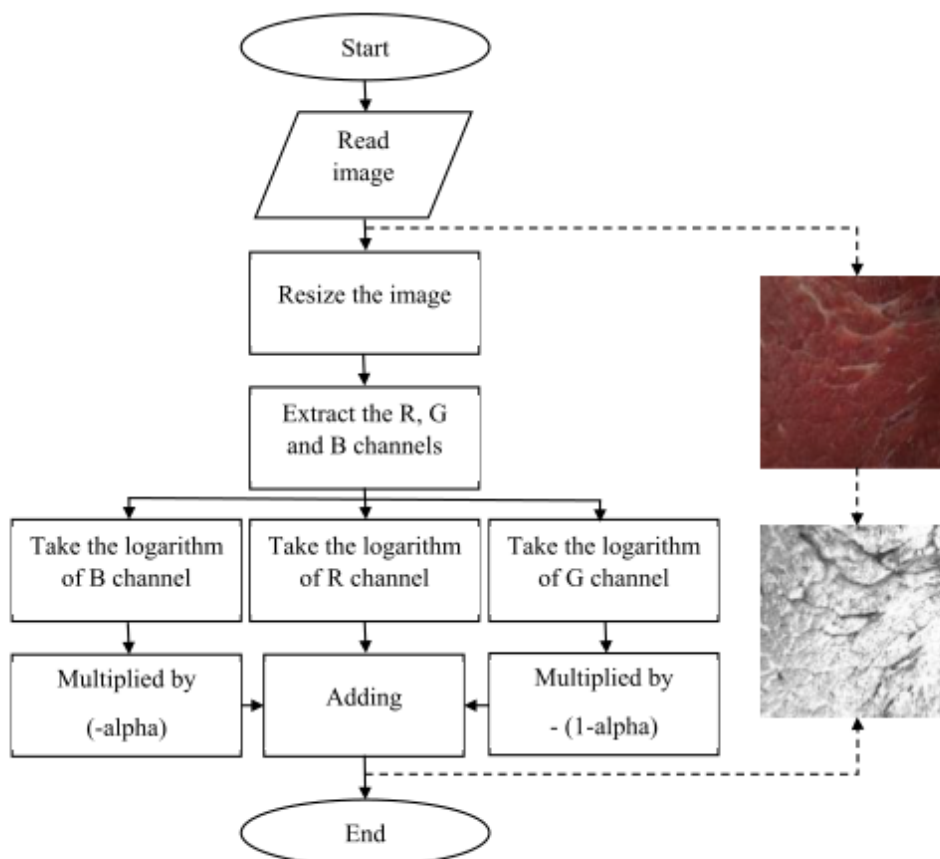 Start
Read
image
Resize the image
Extract the R, G
and B channels
Take the logarithm
of B channel
Take the logarithm
of R channel
Take the logarithm
of G channel
Multiplied by
(-alpha)
Adding
Multiplied by
- (1-alpha)
End